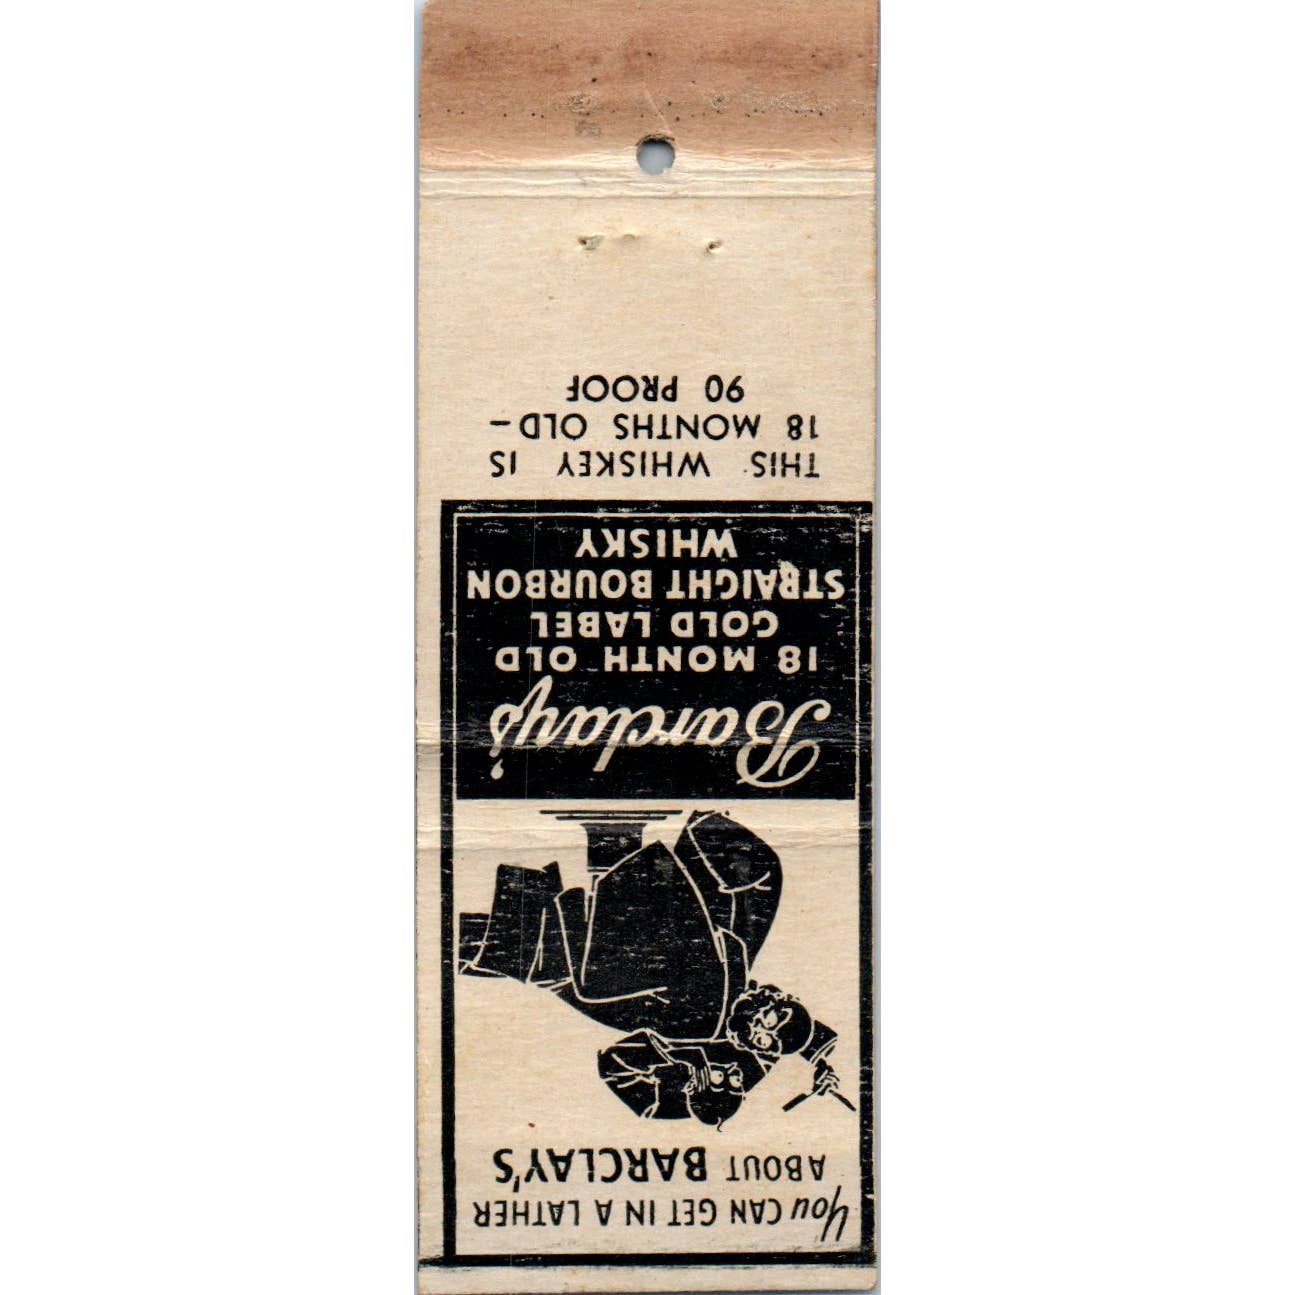 You CAN GET IN A LATHER
ABOUT BARCLAY'S
Barclay's
18 MONTH OLD
GOLD LABEL
STRAIGHT BOURBON
WHISKY
THIS WHISKEY IS
18 MONTHS OLD-
90 PROOF